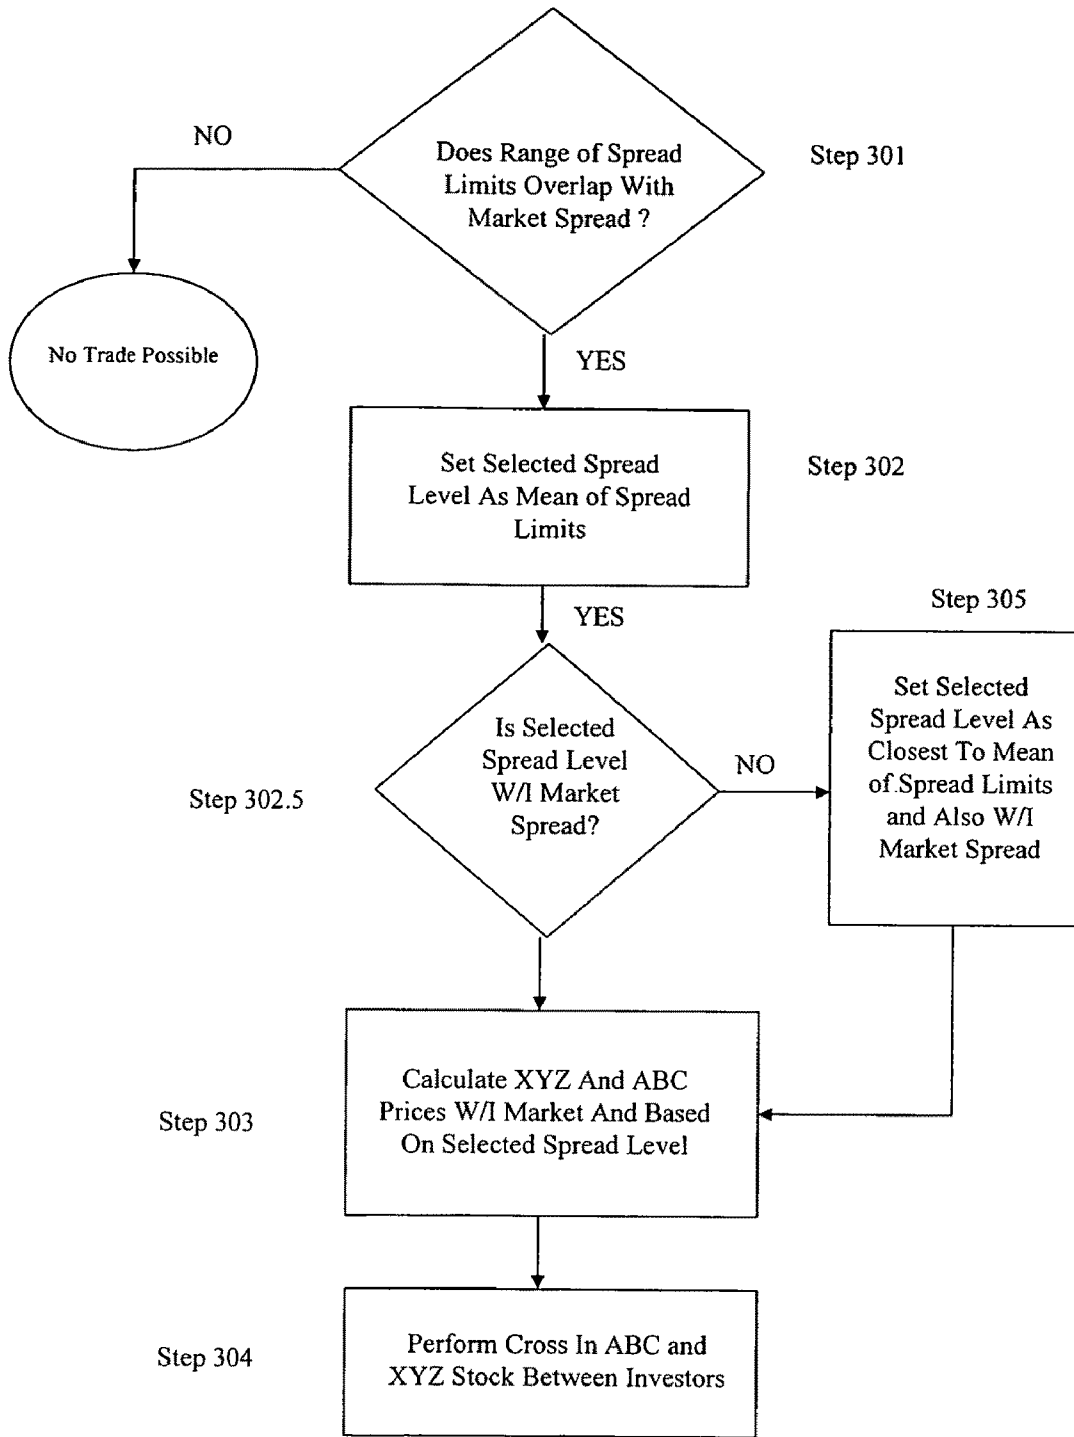 NO
Does Range of Spread
Limits Overlap With
Market Spread ?
Step 301
No Trade Possible
YES
Set Selected Spread
Level As Mean of Spread
Limits
Step 302
YES
Step 305
Is Selected
Spread Level
W/I Market
Spread?
Step 302.5
NO
Set Selected
Spread Level As
Closest To Mean
of Spread Limits
and Also W/I
Market Spread
Calculate XYZ And ABC
Prices W/I Market And Based
On Selected Spread Level
Step 303
Perform Cross In ABC and
XYZ Stock Between Investors
Step 304